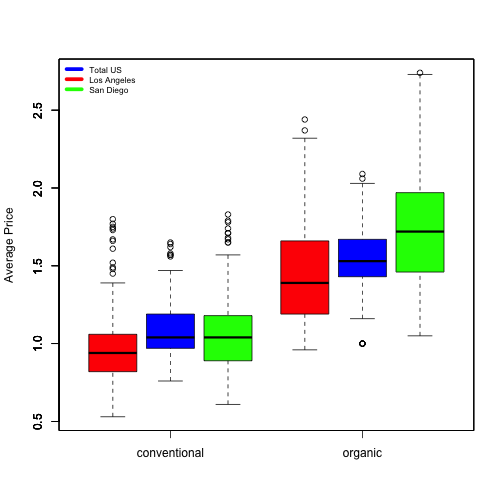 Total US
Los Angeles
San Diego
Average Price
2.5
2.0
1.5
1.0
0.5
conventional organic